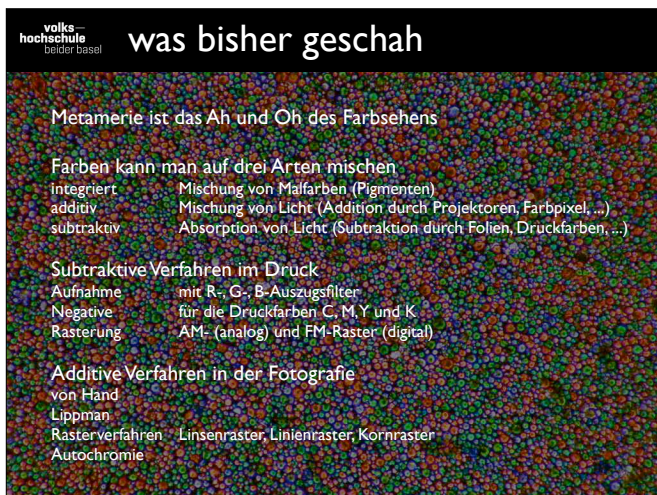 volks–
hochschule
beider basel
was bisher geschah
Metamerie ist das Ah und Oh des Farbsehens
Farben kann man auf drei Arten mischen
integriert Mischung von Malfarben (Pigmenten)
additiv Mischung von Licht (Addition durch Projektoren, Farbpixel, ...)
subtraktiv Absorption von Licht (Subtraktion durch Folien, Druckfarben, ...)
Subtraktive Verfahren im Druck
Aufnahme mit R-, G-, B-Auszugsfilter
Negative für die Druckfarben C, M, Y und K
Rasterung AM- (analog) und FM-Raster (digital)
Additive Verfahren in der Fotografie
von Hand
Lippman
Rasterverfahren Linsenraster, Linienraster, Kornraster
Autochromie